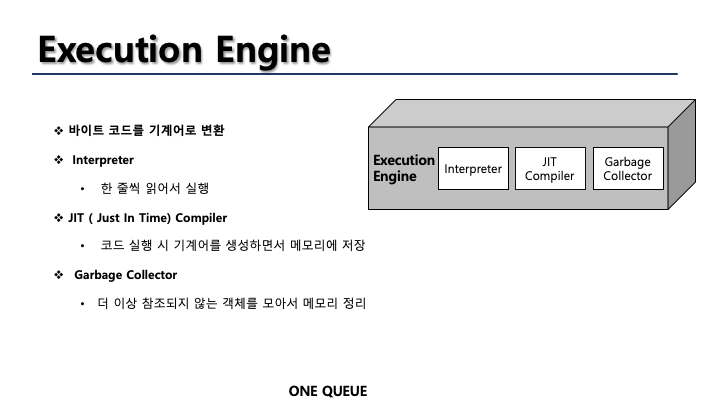 Execution Engine
❖ 바이트 코드를 기계어로 변환
❖ Interpreter
• 한 줄씩 읽어서 실행
❖ JIT ( Just In Time) Compiler
• 코드 실행 시 기계어를 생성하면서 메모리에 저장
❖ Garbage Collector
• 더 이상 참조되지 않는 객체를 모아서 메모리 정리
Execution
Engine
Interpreter
JIT
Compiler
Garbage
Collector
ONE QUEUE